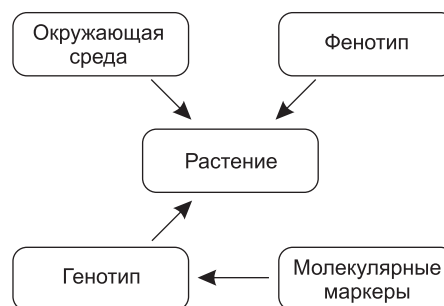 Окружающая
среда
Фенотип
Растение
Генотип
Молекулярные
маркеры